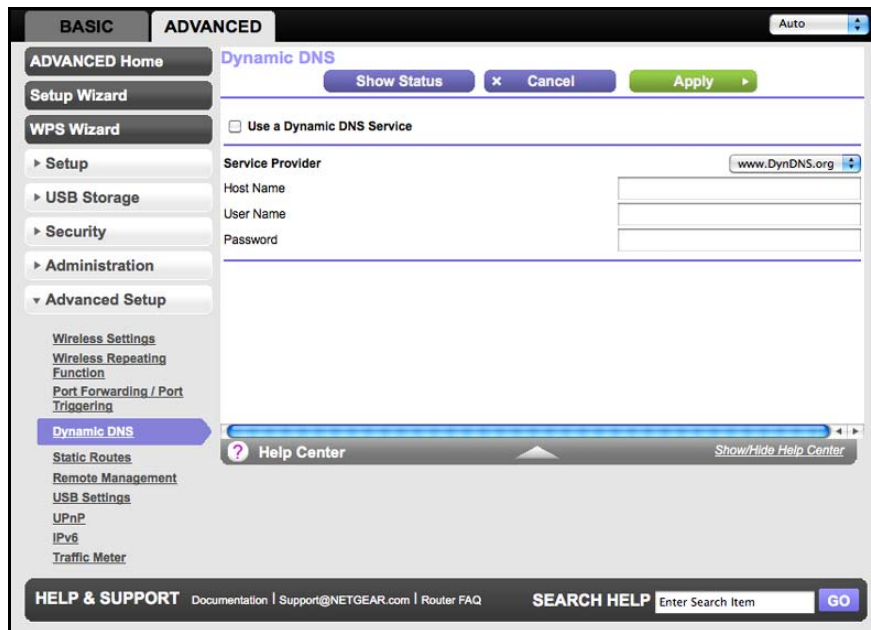 BASIC
ADVANCED
Auto
ADVANCED Home
Setup Wizard
WPS Wizard
Setup
USB Storage
Security
Administration
Advanced Setup
Wireless Settings
Wireless Repeating
Function
Port Forwarding / Port
Triggering
Dynamic DNS
Static Routes
Remote Management
USB Settings
UPnP
IPv6
Traffic Meter
Dynamic DNS
Show Status
× Cancel
Apply
Use a Dynamic DNS Service
Service Provider
www.DynDNS.org
Host Name
User Name
Password
? Help Center
Show/Hide Help Center
HELP & SUPPORT Documentation | Support@NETGEAR.com | Router FAQ
SEARCH HELP Enter Search Item GO